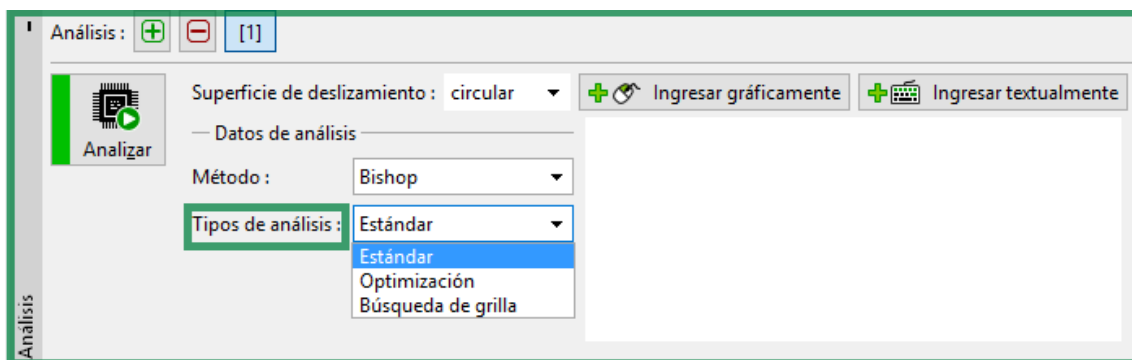 Análisis : [1]
Analizar
Superficie de deslizamiento : circular
Ingresar gráficamente
Ingresar textualmente
Datos de análisis
Método : Bishop
Tipos de análisis : Estándar
Estándar
Optimización
Búsqueda de grilla
Análisis